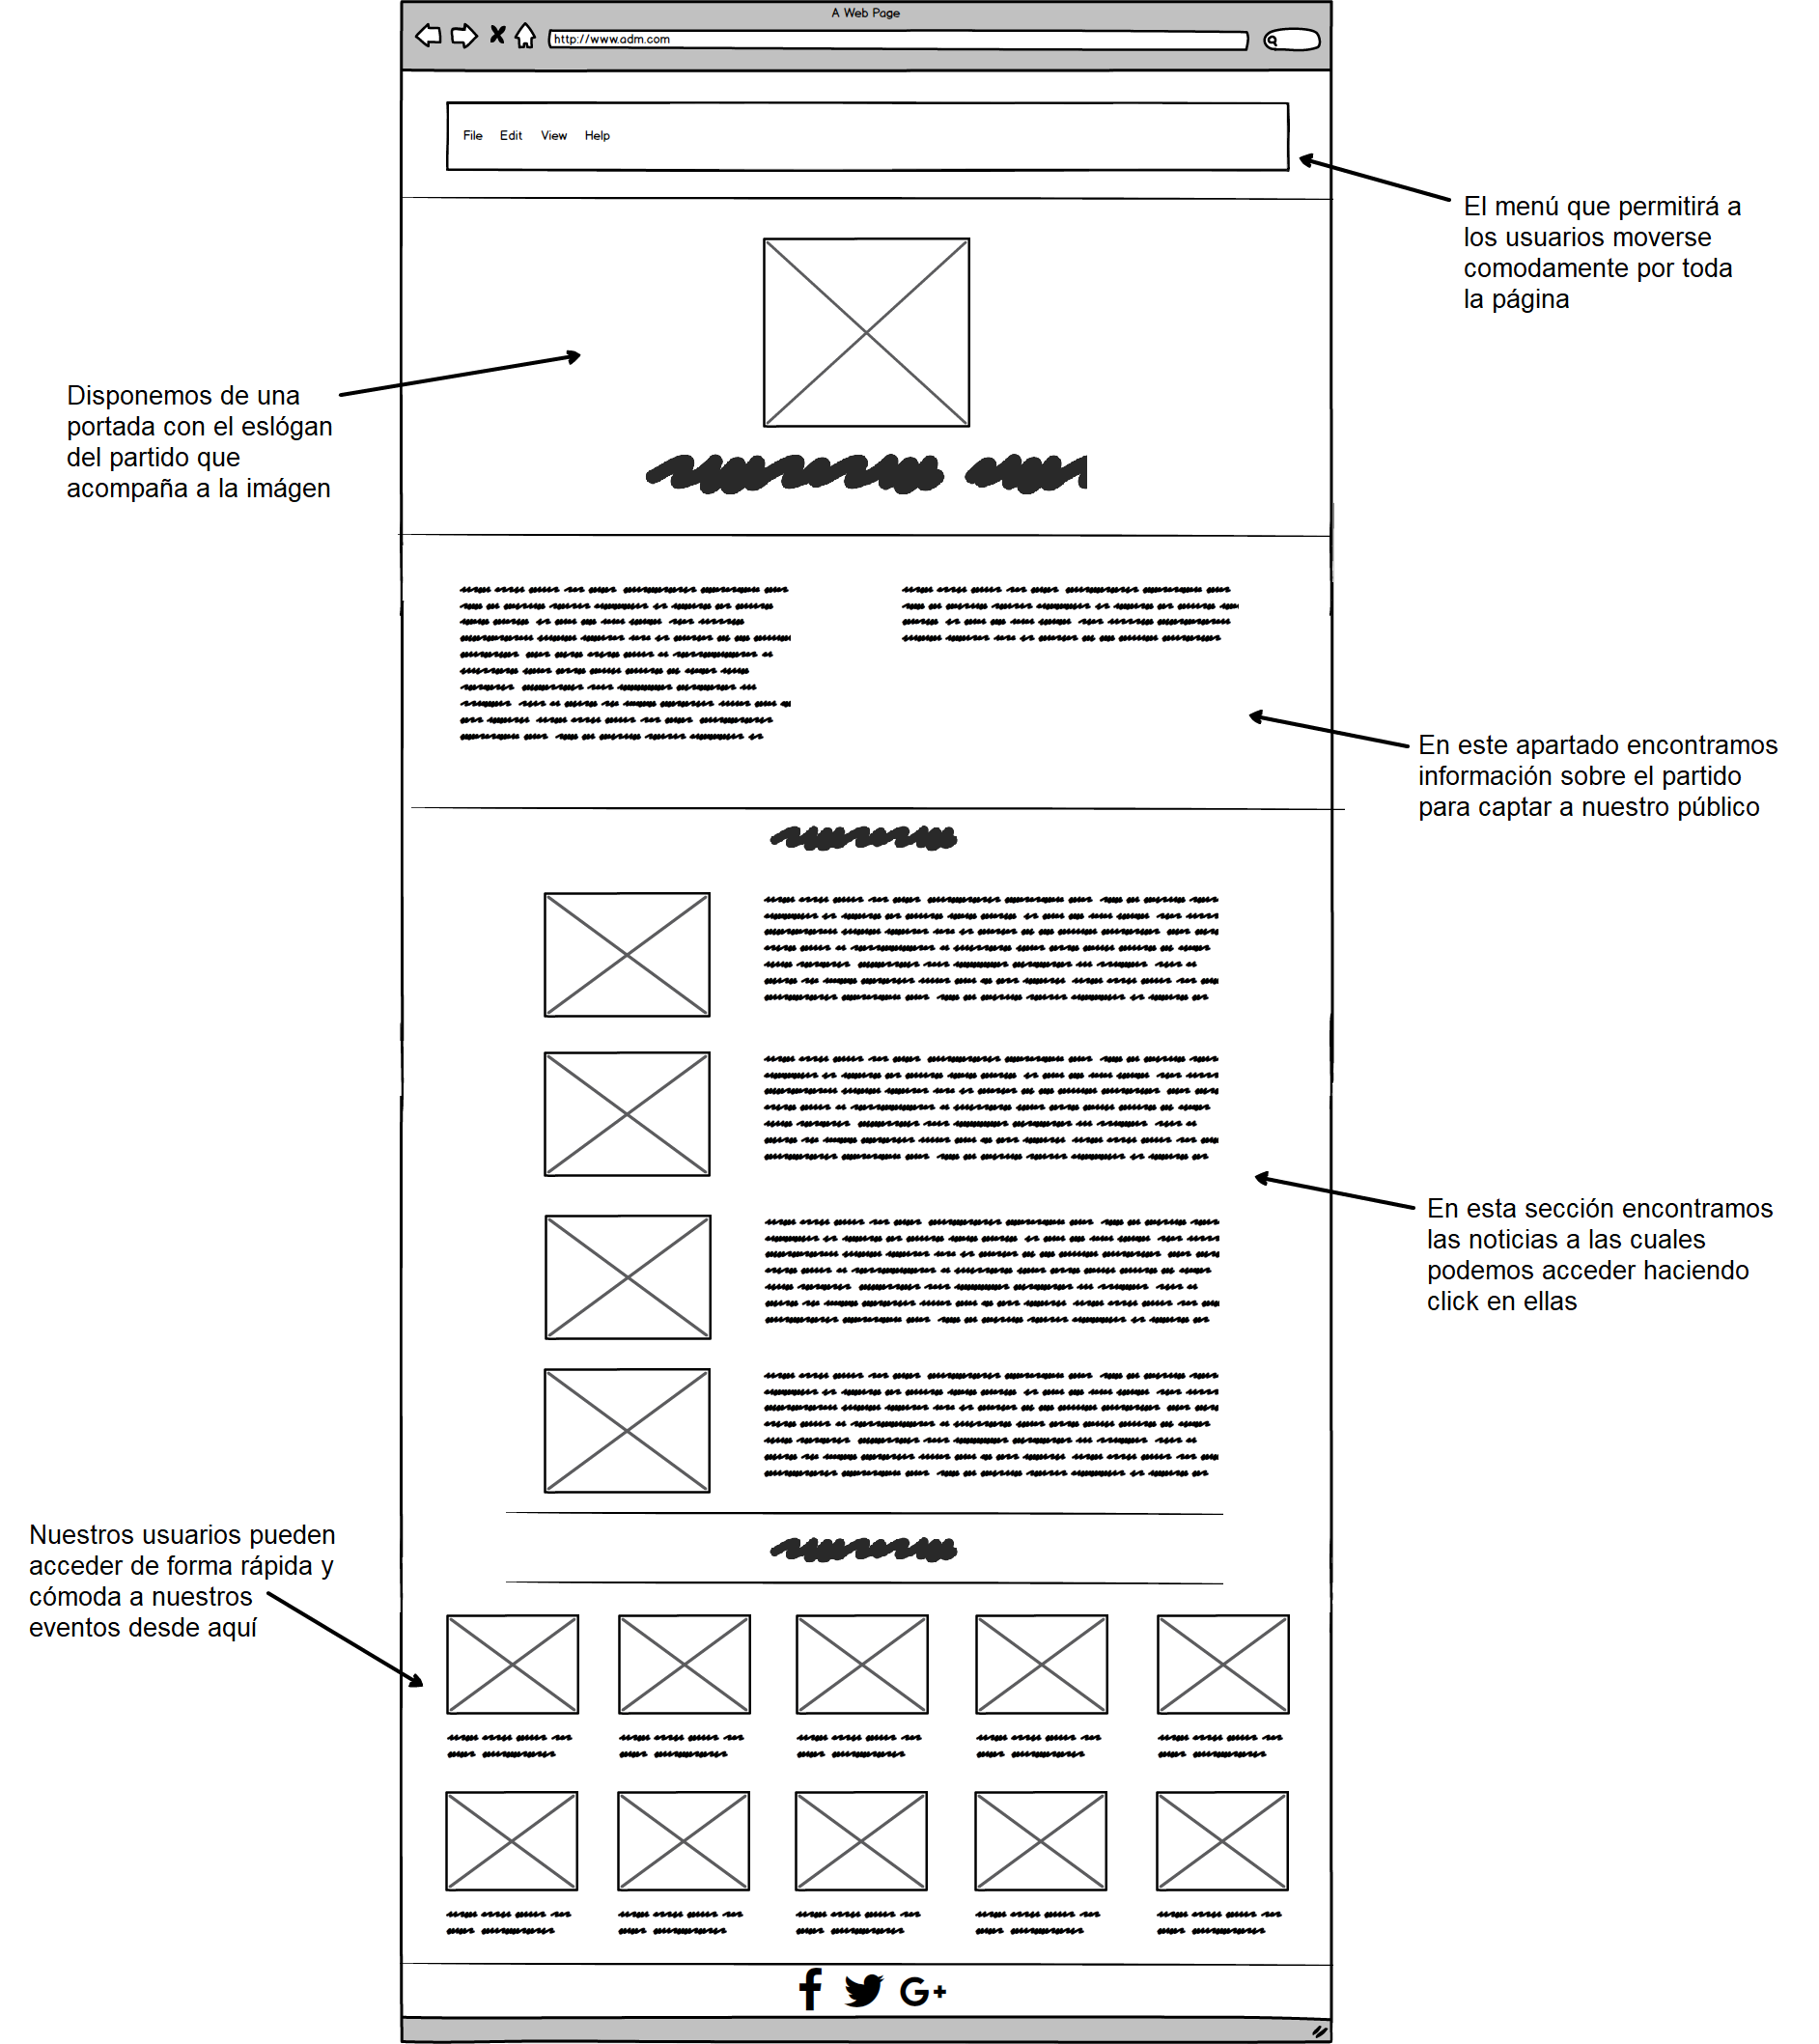 A Web Page
http://www.adm.com
File Edit View Help
El menú que permitirá a
los usuarios moverse
comodamente por toda
la página
Disponemos de una
portada con el eslógan
del partido que
acompaña a la imágen
En este apartado encontramos
información sobre el partido
para captar a nuestro público
En esta sección encontramos
las noticias a las cuales
podemos acceder haciendo
click en ellas
Nuestros usuarios pueden
acceder de forma rápida y
cómoda a nuestros
eventos desde aquí
G+